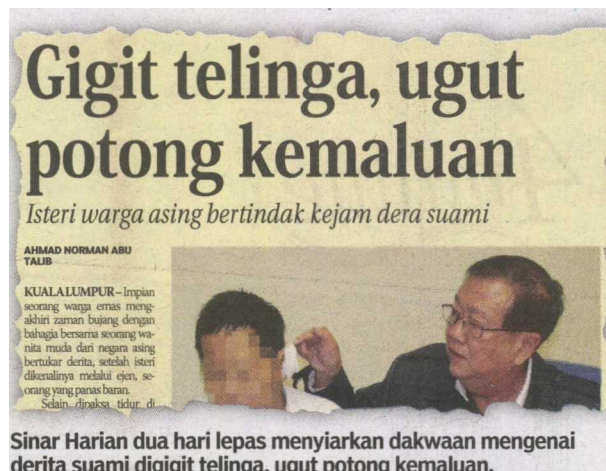 Gigit telinga, ugut
potong kemaluan
Isteri warga asing bertindak kejam dera suami
AHMAD NORMAN ABU
TALIB
KUALA LUMPUR – Impian
seorang warga emas meng-
akhiri zaman bujang dengan
bahagia bersama seorang wa-
nita muda dari negara asing
bertukar derita, setelah isteri
dikenalinya melalui ejen, se-
orang yang panas baran.
Selain dipaksa tidur di
Sinar Harian dua hari lepas menyiarkan dakwaan mengenai
derita suami digigit telinga, ugut potong kemaluan.